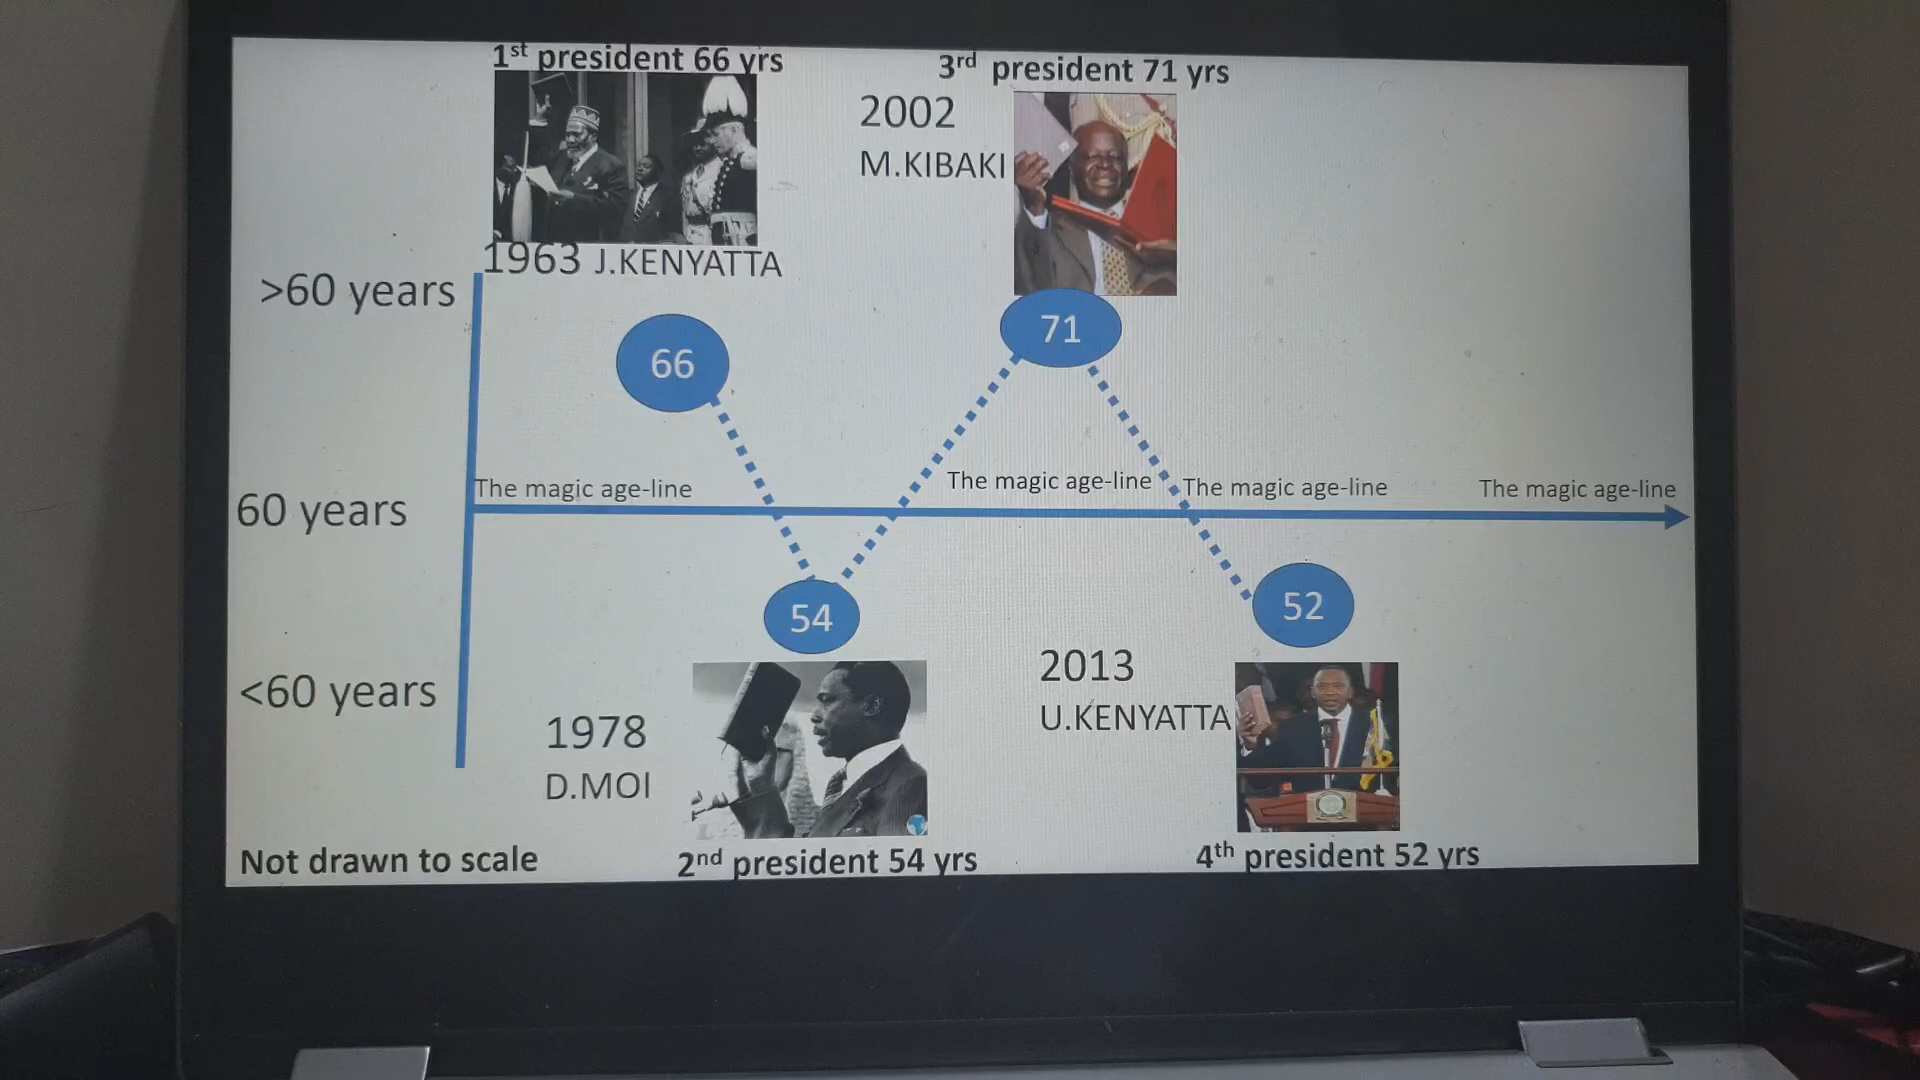 1st president 66 yrs
3rd president 71 yrs
2002
M.KIBAKI
1963 J.KENYATTA
>60 years
71
66
The magic age-line
The magic age-line
The magic age-line
The magic age-line
60 years
54
52
<60 years
2013
U.KENYATTA
1978
D.MOI
Not drawn to scale
2nd president 54 yrs
4th president 52 yrs